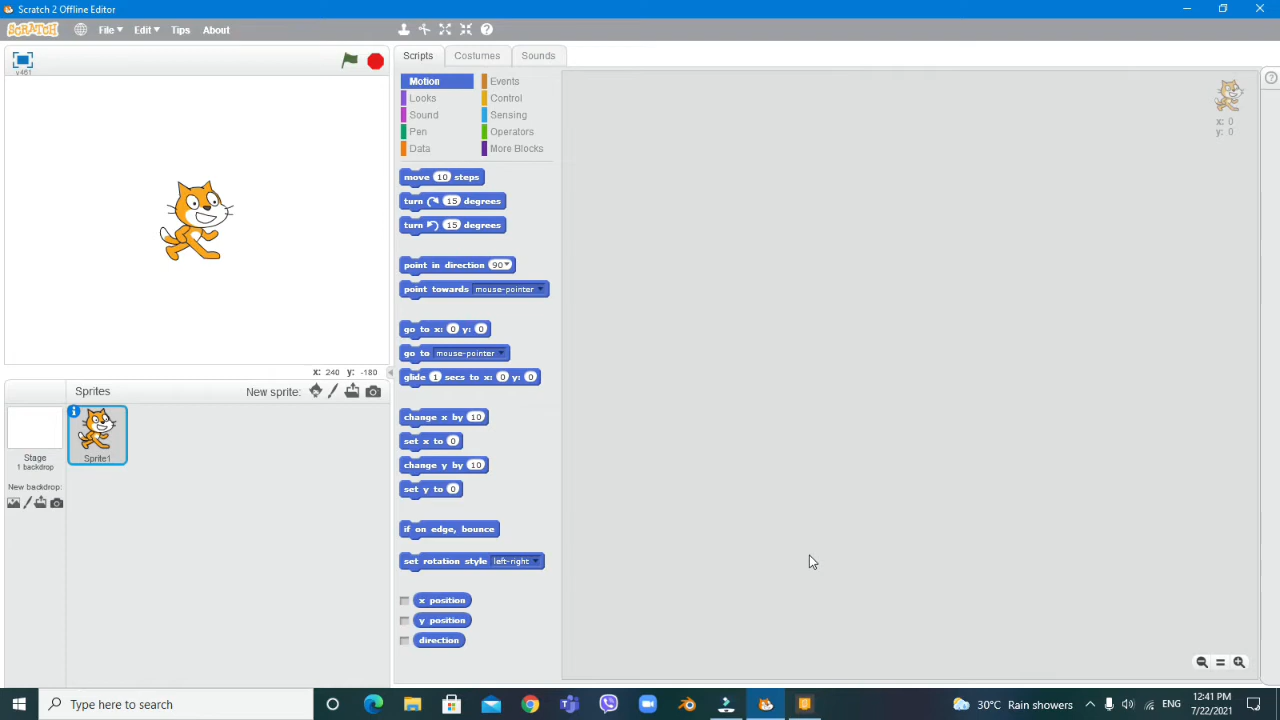 Scratch 2 Offline Editor
SCRATCH File Edit Tips About
v461
Scripts Costumes Sounds
Motion Events
Looks Control
Sound Sensing
Pen Operators
Data More Blocks
x: 0
y: 0
move 10 steps
turn 15 degrees
turn 15 degrees
point in direction 90
point towards mouse-pointer
go to x: 0 y: 0
go to mouse-pointer
glide 1 secs to x: 0 y: 0
change x by 10
set x to 0
change y by 10
set y to 0
if on edge, bounce
set rotation style left-right
x position
y position
direction
x: 240 y: -180
Sprites New sprite:
Stage
1 backdrop
New backdrop:
Sprite1
Type here to search
30°C Rain showers
ENG
12:41 PM
7/22/2021